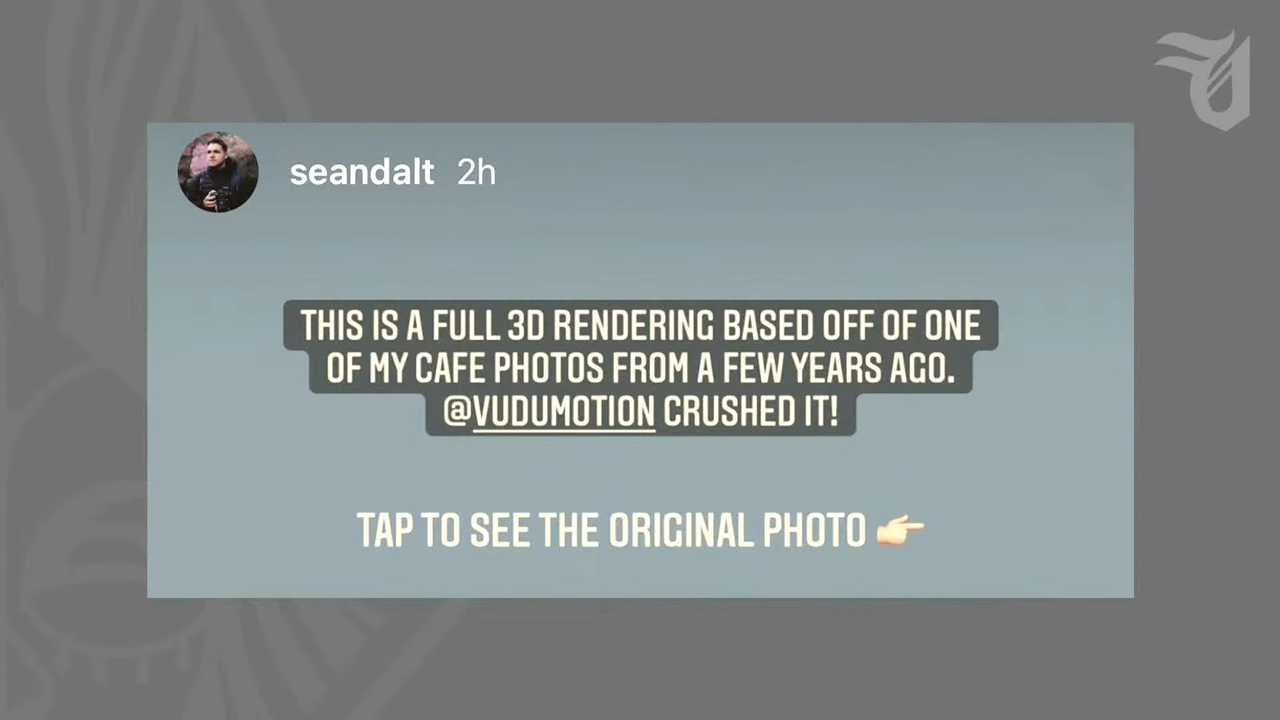 seandalt 2h
THIS IS A FULL 3D RENDERING BASED OFF OF ONE
OF MY CAFE PHOTOS FROM A FEW YEARS AGO.
@VUDUMOTION CRUSHED IT!
TAP TO SEE THE ORIGINAL PHOTO 👉🏻